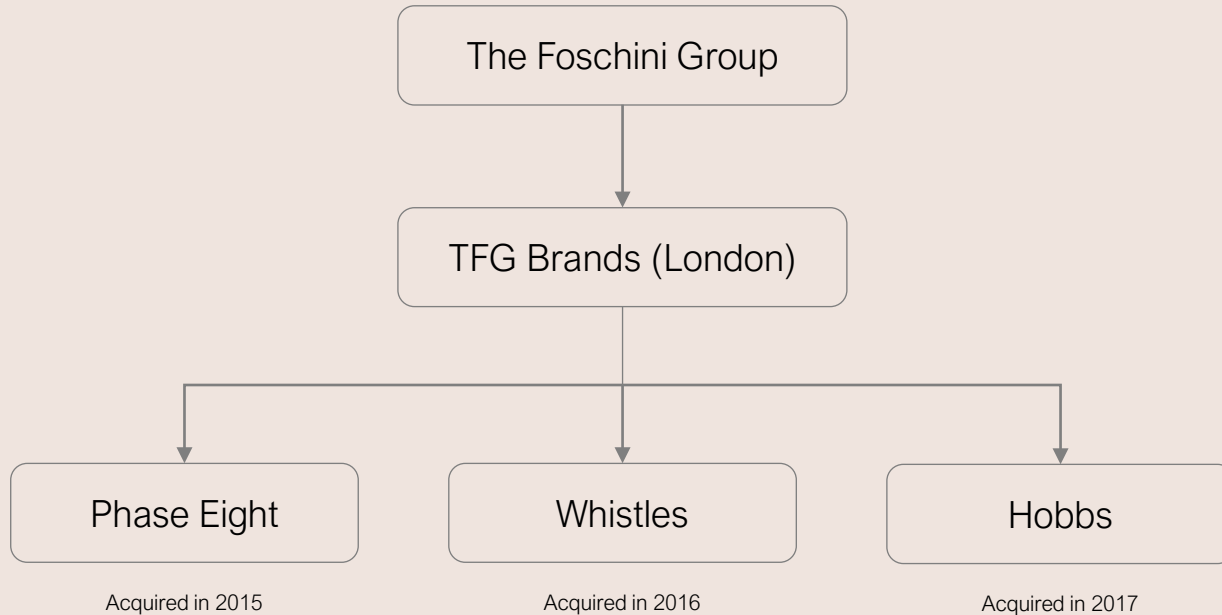 The Foschini Group
TFG Brands (London)
Phase Eight
Whistles
Hobbs
Acquired in 2015
Acquired in 2016
Acquired in 2017